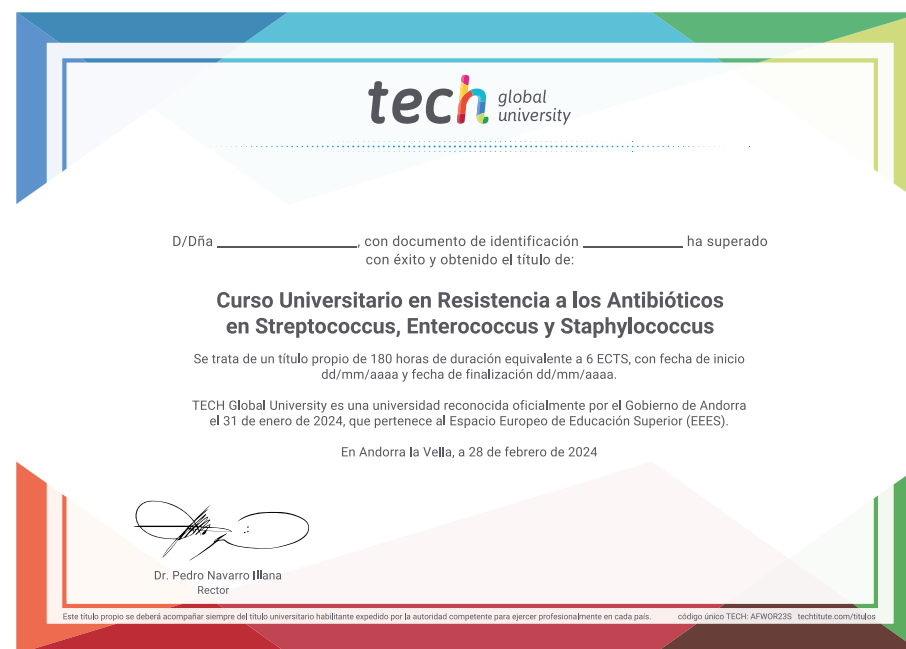 tech global university
D/Dña ____________________, con documento de identificación ______________ ha superado
con éxito y obtenido el título de:
Curso Universitario en Resistencia a los Antibióticos
en Streptococcus, Enterococcus y Staphylococcus
Se trata de un título propio de 180 horas de duración equivalente a 6 ECTS, con fecha de inicio
dd/mm/aaaa y fecha de finalización dd/mm/aaaa.
TECH Global University es una universidad reconocida oficialmente por el Gobierno de Andorra
el 31 de enero de 2024, que pertenece al Espacio Europeo de Educación Superior (EEES).
En Andorra la Vella, a 28 de febrero de 2024
Dr. Pedro Navarro Illana
Rector
Este título propio se deberá acompañar siempre del título universitario habilitante expedido por la autoridad competente para ejercer profesionalmente en cada país. código único TECH: AFWOR23S techtitute.com/titulos